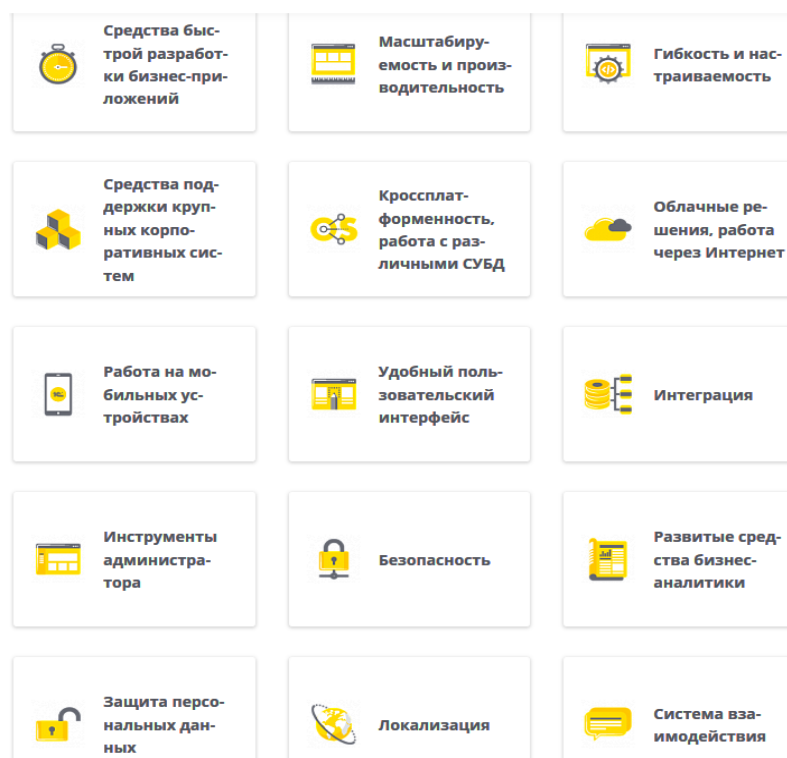 Средства быс-
трой разработ-
ки бизнес-при-
ложений
Масштабиру-
емость и произ-
водительность
Гибкость и нас-
траиваемость
Средства под-
держки круп-
ных корпо-
ративных сис-
тем
Кроссплат-
форменность,
работа с раз-
личными СУБД
Облачные ре-
шения, работа
через Интернет
Работа на мо-
бильных ус-
тройствах
Удобный поль-
зовательский
интерфейс
Интеграция
Инструменты
администра-
тора
Безопасность
Развитые сред-
ства бизнес-
аналитики
Защита персо-
нальных дан-
ных
Локализация
Система вза-
имодействия